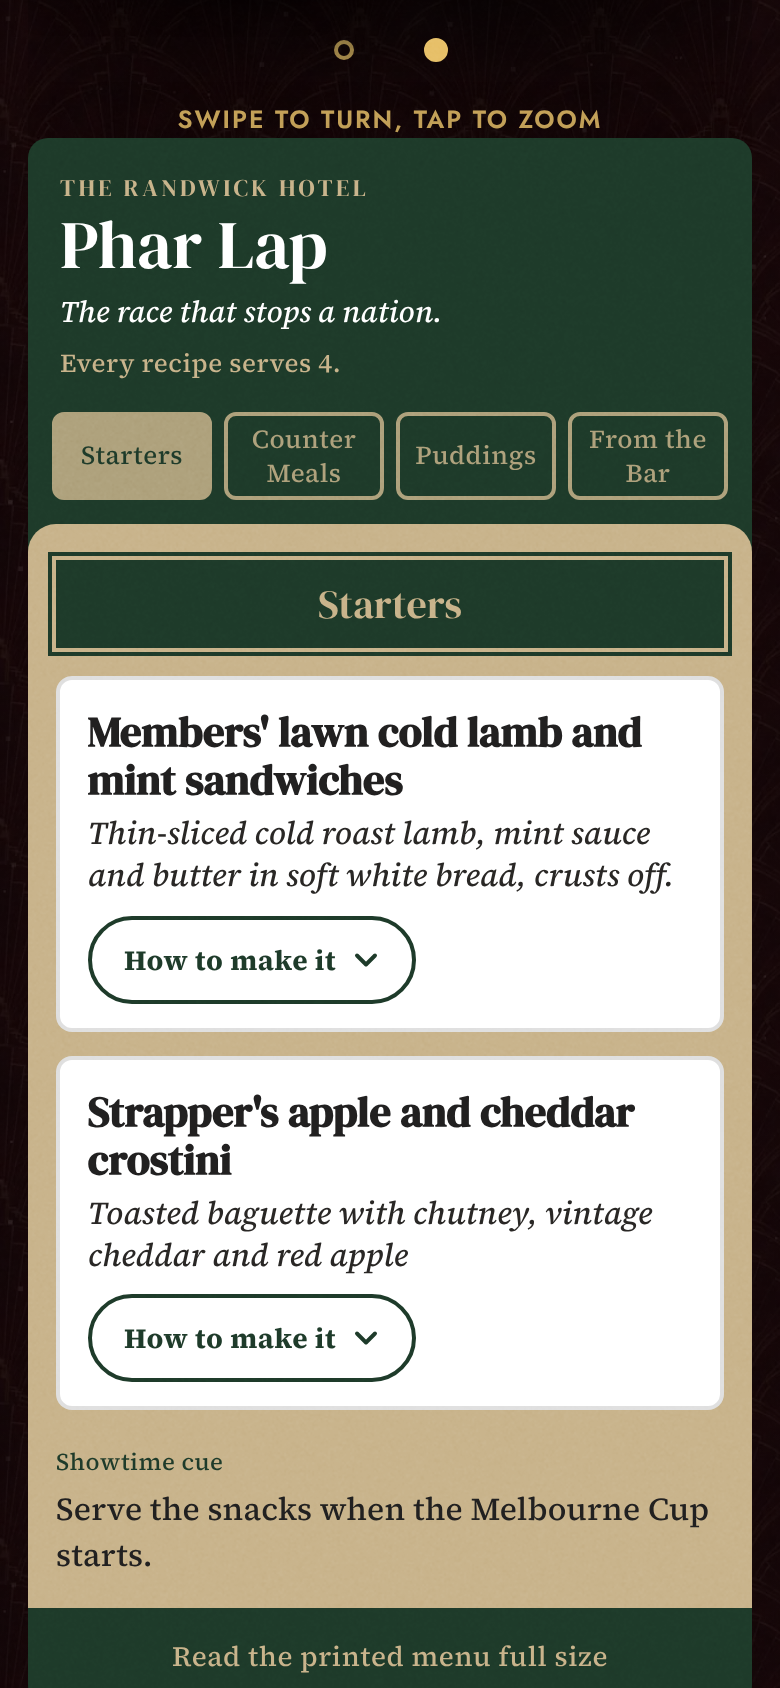 SWIPE TO TURN, TAP TO ZOOM
THE RANDWICK HOTEL
Phar Lap
The race that stops a nation.
Every recipe serves 4.
Starters
Counter
Meals
Puddings
From the
Bar
Starters
Members' lawn cold lamb and
mint sandwiches
Thin-sliced cold roast lamb, mint sauce
and butter in soft white bread, crusts off.
How to make it
Strapper's apple and cheddar
crostini
Toasted baguette with chutney, vintage
cheddar and red apple
How to make it
Showtime cue
Serve the snacks when the Melbourne Cup
starts.
Read the printed menu full size